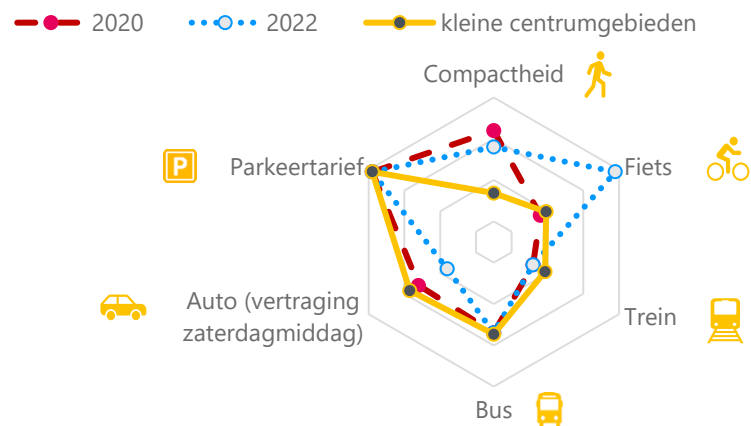 2020 2022 kleine centrumgebieden
Compactheid
P Parkeertarief Fiets
Auto (vertraging
zaterdagmiddag)
Trein
Bus